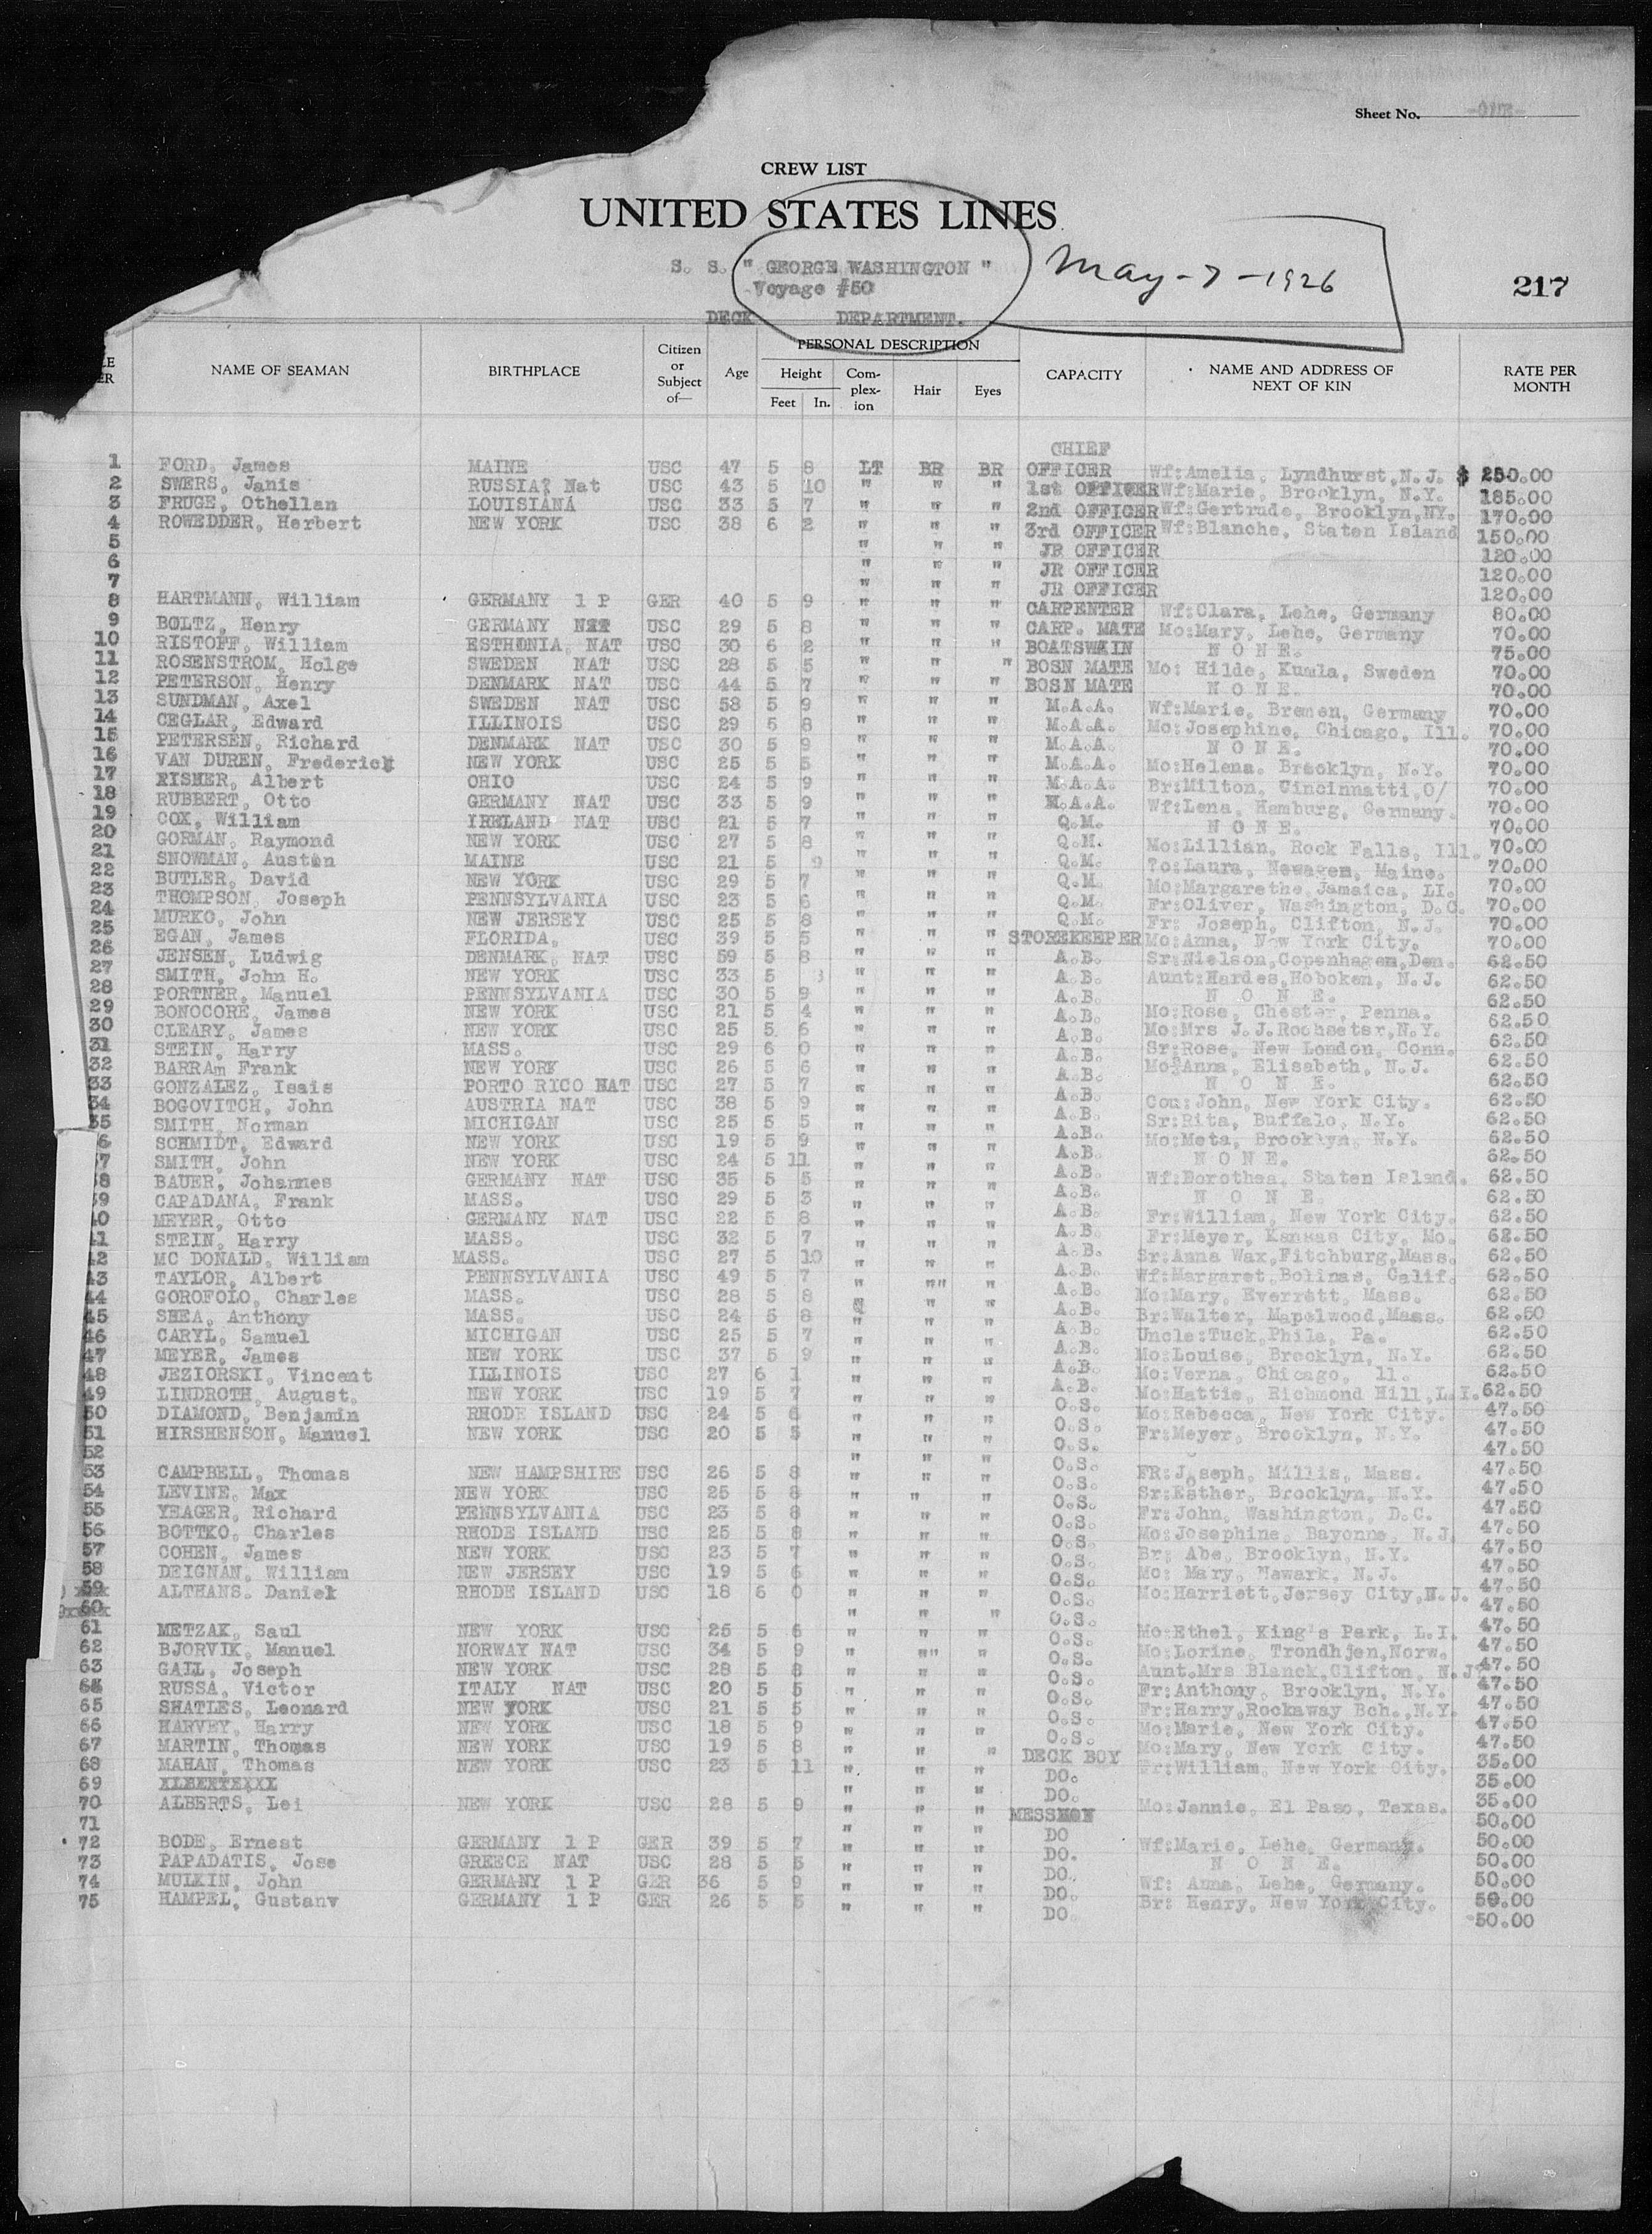 Sheet No.
CREW LIST
UNITED STATES LINES
S. S. " GEORGE WASHINGTON "
Voyage #50
May-7-1926
217
DECK DEPARTMENT.
NAME OF SEAMAN BIRTHPLACE Citizen or Subject of— Age PERSONAL DESCRIPTION Height Feet In. Com-plex-ion Hair Eyes CAPACITY NAME AND ADDRESS OF NEXT OF KIN RATE PER MONTH
CHIEF
1 FORD, James MAINE USC 47 5 8 LT BR BR OFFICER Wf:Amelia, Lyndhurst,N.J. $ 250.00
2 SWERS, Janis RUSSIA? Nat USC 43 5 10 " " " 1st OFFICER Wf:Marie, Brooklyn, N.Y. 185.00
3 FRUGE, Othellan LOUISIANA USC 33 5 7 " " " 2nd OFFICER Wf:Gertrude, Brooklyn,NY. 170.00
4 ROWEDDER, Herbert NEW YORK USC 38 6 2 " " " 3rd OFFICER Wf:Blanche, Staten Island 150.00
5 " " " JR OFFICER 120.00
6 " " " JR OFFICER 120.00
7 " " " JR OFFICER 120.00
8 HARTMANN, William GERMANY 1 P GER 40 5 9 " " " CARPENTER Wf:Clara, Lehe, Germany 80.00
9 BOLTZ, Henry GERMANY NAT USC 29 5 8 " " " CARP. MATE Mo:Mary, Lehe, Germany 70.00
10 RISTOFF, William ESTHONIA, NAT USC 30 6 2 " " " BOATSWAIN N O N E. 75.00
11 ROSENSTROM, Holge SWEDEN NAT USC 28 5 5 " " " BOSN MATE Mo: Hilde, Kumla, Sweden 70.00
12 PETERSON, Henry DENMARK NAT USC 44 5 7 " " " BOSN MATE N O N E. 70.00
13 SUNDMAN, Axel SWEDEN NAT USC 58 5 9 " " " M.A.A. Wf:Marie, Bremen, Germany 70.00
14 CEGLAR, Edward ILLINOIS USC 29 5 8 " " " M.A.A. Mo:Josephine, Chicago, Ill. 70.00
15 PETERSEN, Richard DENMARK NAT USC 30 5 9 " " " M.A.A. N O N E. 70.00
16 VAN DUREN, Frederick NEW YORK USC 25 5 5 " " " M.A.A. Mo:Helena. Brooklyn, N.Y. 70.00
17 FISHER, Albert OHIO USC 24 5 9 " " " M.A.A. Br:Milton, Cincinnatti,O/ 70.00
18 RUBBERT, Otto GERMANY NAT USC 33 5 9 " " " M.A.A. Wf:Lena, Hamburg, Germany. 70.00
19 COX, William IRELAND NAT USC 21 5 7 " " " Q.M. N O N E. 70.00
20 GORMAN, Raymond NEW YORK USC 27 5 8 " " " Q.M. Mo:Lillian, Rock Falls, Ill. 70.00
21 SNOWMAN, Austen MAINE USC 21 5 9 " " " Q.M. Laura, Newagen, Maine. 70.00
22 BUTLER, David NEW YORK USC 29 5 7 " " " Q.M. Mo:Margarethe,Jamaica, LI. 70.00
23 THOMPSON, Joseph PENNSYLVANIA USC 23 5 6 " " " Q.M. Fr:Oliver, Washington, D.C. 70.00
24 MURKO, John NEW JERSEY USC 25 5 8 " " " Q.M. Fr: Joseph, Clifton, N.J. 70.00
25 EGAN, James FLORIDA, USC 39 5 5 " " " STOREKEEPER Mo:Anna, New York City. 70.00
26 JENSEN, Ludwig DENMARK, NAT USC 59 5 8 " " " A.B. Sr:Nielson,Copenhagen,Den. 62.50
27 SMITH, John H. NEW YORK USC 33 5 3 " " " A.B. Aunt:Hardes,Hoboken, N.J. 62.50
28 PORTNER, Manuel PENNSYLVANIA USC 30 5 9 " " " A.B. N O N E. 62.50
29 BONOCORE, James NEW YORK USC 21 5 4 " " " A.B. Mo:Rose, Chester, Penna. 62.50
30 CLEARY, James NEW YORK USC 25 5 6 " " " A.B. Mo:Mrs J.J.Rochseter,N.Y. 62.50
31 STEIN, Harry MASS. USC 29 6 0 " " " A.B. Sr:Rose, New London, Conn. 62.50
32 BARRAm Frank NEW YORK USC 26 5 6 " " " A.B. Mo:Anna, Elisabeth, N.J. 62.50
33 GONZALEZ, Isais PORTO RICO NAT USC 27 5 7 " " " A.B. N O N E. 62.50
34 BOGOVITCH, John AUSTRIA NAT USC 38 5 9 " " " A.B. Cou:John, New York City. 62.50
35 SMITH, Norman MICHIGAN USC 25 5 5 " " " A.B. Sr:Rita, Buffalo, N.Y. 62.50
6 SCHMIDT, Edward NEW YORK USC 19 5 9 " " " A.B. Mo:Meta, Brooklyn, N.Y. 62.50
7 SMITH, John NEW YORK USC 24 5 11 " " " A.B. N O N E. 62.50
8 BAUER, Johannes GERMANY NAT USC 35 5 5 " " " A.B. Wf:Dorothea, Staten Island. 62.50
39 CAPADANA, Frank MASS. USC 29 5 3 " " " A.B. N O N E. 62.50
40 MEYER, Otto GERMANY NAT USC 22 5 8 " " " A.B. Fr:William, New York City. 62.50
41 STEIN, Harry MASS. USC 32 5 7 " " " A.B. Fr:Meyer, Kansas City, Mo. 62.50
42 MC DONALD, William MASS. USC 27 5 10 " " " A.B. Sr:Anna Wax,Fitchburg,Mass. 62.50
43 TAYLOR, Albert PENNSYLVANIA USC 49 5 7 " "" " A.B. Wf:Margaret,Bolinas, Calif. 62.50
44 GOROFOLO, Charles MASS. USC 28 5 8 " " " A.B. Mo:Mary, Everrett, Mass. 62.50
45 SHEA, Anthony MASS. USC 24 5 8 " " " A.B. Br:Walter, Mapelwood,Mass. 62.50
46 CARYL, Samuel MICHIGAN USC 25 5 7 " " " A.B. Uncle:Tuck,Phila, Pa. 62.50
47 MEYER, James NEW YORK USC 37 5 9 " " " A.B. Mo:Louise, Brooklyn, N.Y. 62.50
48 JEZIORSKI, Vincent ILLINOIS USC 27 6 1 " " " A.B. Mo:Verna, Chicago, ll. 62.50
49 LINDROTH, August. NEW YORK USC 19 5 7 " " " A.B. Mo:Hattie, Richmond Hill,L.I. 62.50
50 DIAMOND, Benjamin RHODE ISLAND USC 24 5 6 " " " O.S. Mo:Rebecca, New York City. 47.50
51 HIRSHENSON, Manuel NEW YORK USC 20 5 5 " " " O.S. Fr:Meyer, Brooklyn, N.Y. 47.50
52 " " " O.S. 47.50
53 CAMPBELL, Thomas NEW HAMPSHIRE USC 26 5 8 " " " O.S. FR:Joseph, Millis, Mass. 47.50
54 LEVINE, Max NEW YORK USC 25 5 8 " " " O.S. Sr:Esther, Brooklyn, N.Y. 47.50
55 YEAGER, Richard PENNSYLVANIA USC 23 5 8 " " " O.S. Fr:John, Washington, D.C. 47.50
56 BOTTKO, Charles RHODE ISLAND USC 25 5 8 " " " O.S. Mo:Josephine, Bayonne, N.J. 47.50
57 COHEN, James NEW YORK USC 23 5 7 " " " O.S. Br: Abe, Brooklyn, N.Y. 47.50
58 DEIGNAN, William NEW JERSEY USC 19 5 6 " " " O.S. Mo: Mary, Newark, N.J. 47.50
59 ALTHANS. Daniel RHODE ISLAND USC 18 6 0 " " " O.S. Mo:Harriett,Jersey City,N.J. 47.50
60 " " " O.S. 47.50
61 METZAK, Saul NEW YORK USC 25 5 6 " " " O.S. Mo:Ethel, King's Park, L.I. 47.50
62 BJORVIK, Manuel NORWAY NAT USC 34 5 9 " "" " O.S. Mo:Lorine, Trondhjen,Norw. 47.50
63 GAIL, Joseph NEW YORK USC 28 5 8 " " " O.S. Aunt.Mrs Blanck,Clifton, N.J. 47.50
64 RUSSA, Victor ITALY NAT USC 20 5 5 " " " O.S. Fr:Anthony, Brooklyn, N.Y. 47.50
65 SHATLES, Leonard NEW YORK USC 21 5 5 " " " O.S. Fr:Harry,Rockaway Bch.,N.Y. 47.50
66 HARVEY, Harry NEW YORK USC 18 5 9 " " " O.S. Mo:Marie, New York City. 47.50
67 MARTIN, Thomas NEW YORK USC 19 5 8 " " " DECK BOY Mo:Mary, New York City. 35.00
68 MAHAN, Thomas NEW YORK USC 23 5 11 " " " DO. Fr:William, New York City. 35.00
69 " " " DO. 35.00
70 ALBERTS, Lei NEW YORK USC 28 5 9 " " " MESSMON Mo:Jennie, El Paso, Texas. 50.00
71 " " " DO 50.00
72 BODE, Ernest GERMANY 1 P GER 39 5 7 " " " DO. Wf:Marie, Lehe, Germany. 50.00
73 PAPADATIS, Jose GREECE NAT USC 28 5 5 " " " DO. N O N E. 50.00
74 MULKIN, John GERMANY 1 P GER 36 5 9 " " " DO. Wf: Anna, Lehe, Germany. 50.00
75 HAMPEL, Gustanv GERMANY 1 P GER 26 5 5 " " " DO. Br: Henry, New York City. 50.00